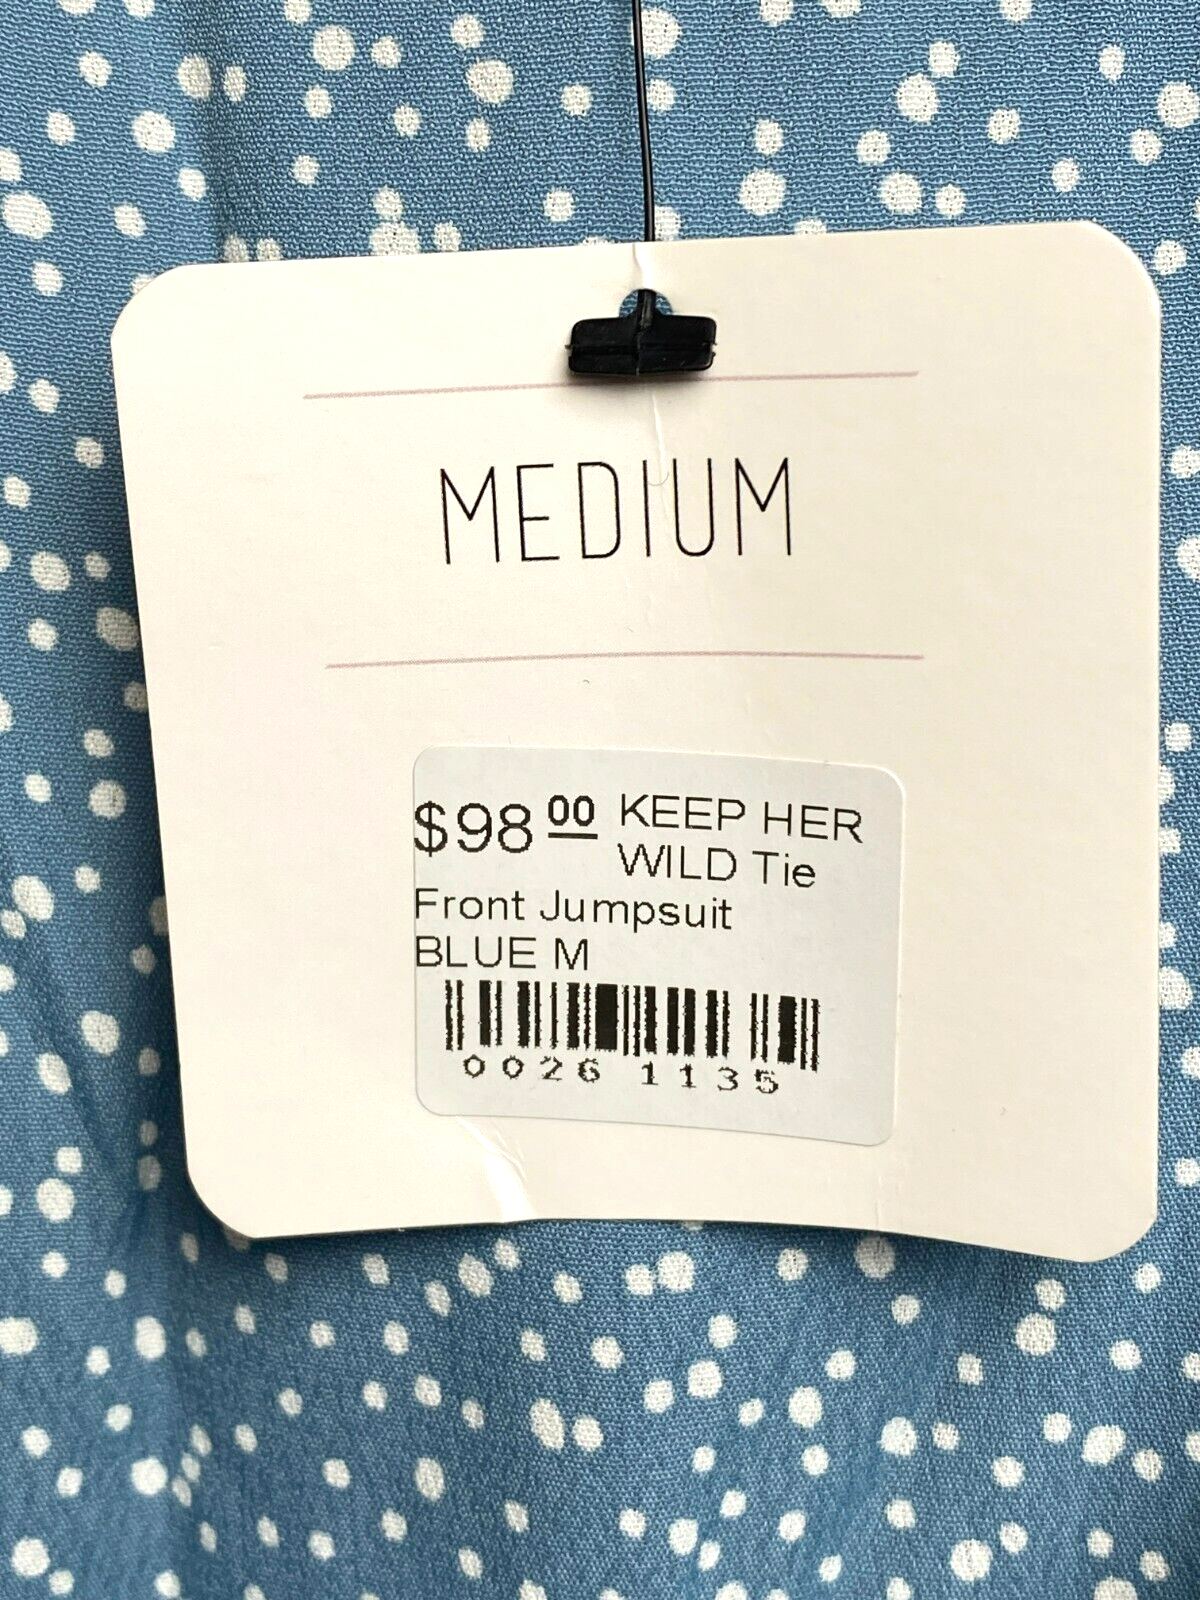 MEDIUM
$98 00 KEEP HER
WILD Tie
Front Jumpsuit
BLUE M
0026 1135